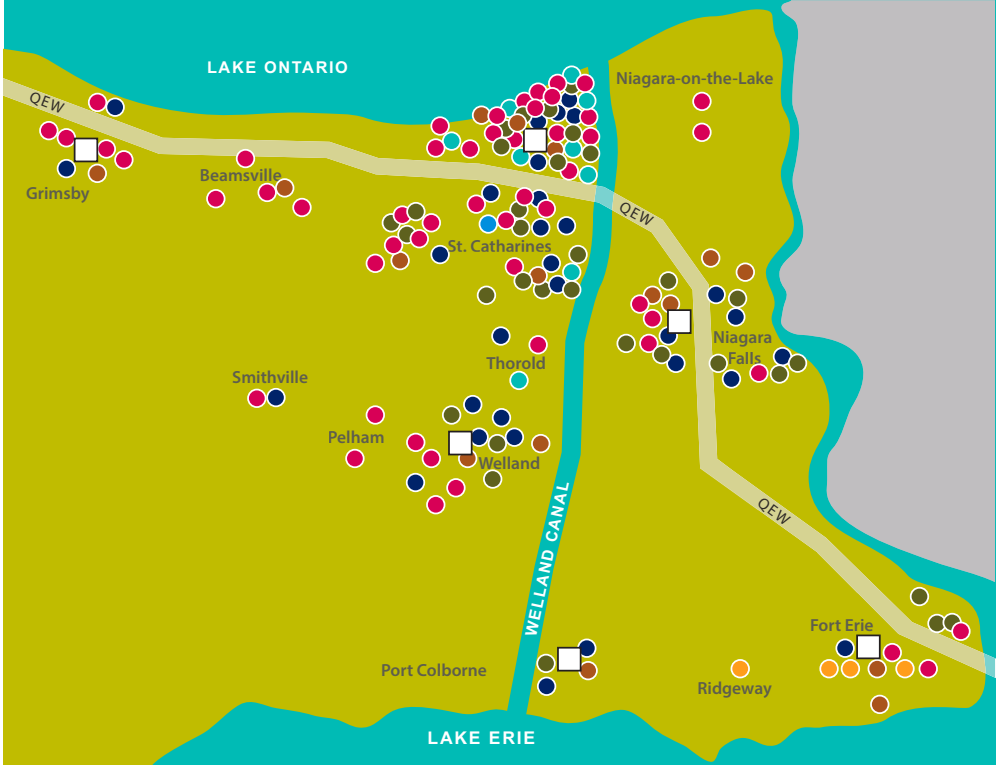 LAKE ONTARIO
Niagara-on-the-Lake
QEW
Beamsville
Grimsby
QEW
St. Catharines
Niagara
Falls
Thorold
Smithville
Pelham
Welland
WELLAND CANAL
QEW
Fort Erie
Port Colborne
Ridgeway
LAKE ERIE